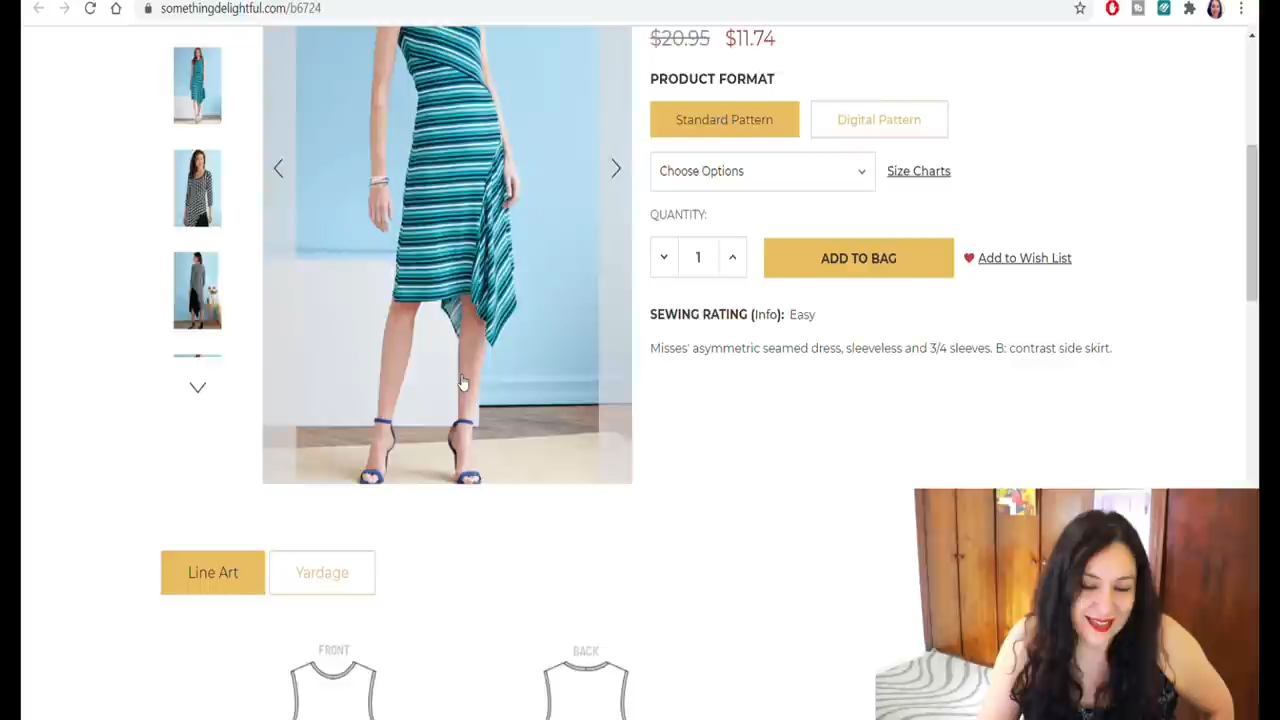 somethingdelightful.com/b6724
$20.95 $11.74
PRODUCT FORMAT
Standard Pattern
Digital Pattern
Choose Options
Size Charts
QUANTITY:
1
ADD TO BAG
Add to Wish List
SEWING RATING (Info): Easy
Misses' asymmetric seamed dress, sleeveless and 3/4 sleeves. B: contrast side skirt.
Line Art
Yardage
FRONT
BACK